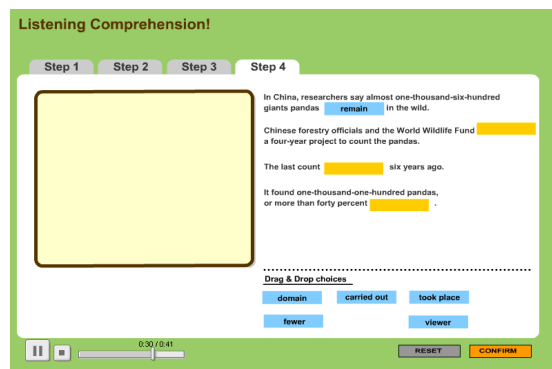 Listening Comprehension!
Step 1 Step 2 Step 3 Step 4
In China, researchers say almost one-thousand-six-hundred
giants pandas remain in the wild.
Chinese forestry officials and the World Wildlife Fund
a four-year project to count the pandas.
The last count six years ago.
It found one-thousand-one-hundred pandas,
or more than forty percent .
Drag & Drop choices
domain carried out took place
fewer viewer
0:30 / 0:41
RESET CONFIRM